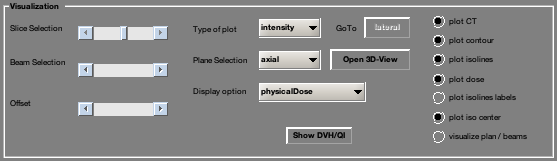 Visualization
Slice Selection
Beam Selection
Offset
Type of plot intensity GoTo lateral
Plane Selection axial Open 3D-View
Display option physicalDose
Show DVH/QI
plot CT
plot contour
plot isolines
plot dose
plot isolines labels
plot iso center
visualize plan / beams